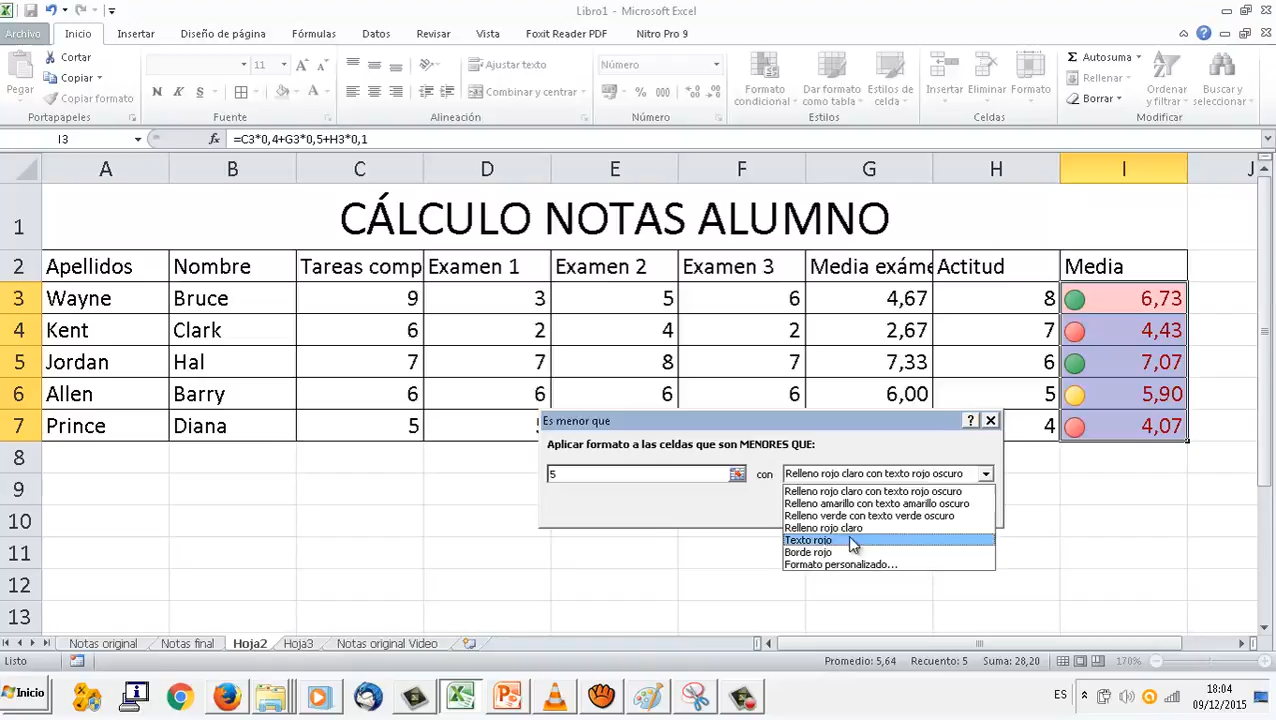 Libro1 - Microsoft Excel
Archivo Inicio Insertar Diseño de página Fórmulas Datos Revisar Vista Foxit Reader PDF Nitro Pro 9
Pegar
Cortar
Copiar
Copiar formato
Portapapeles
11
N K S
Fuente
Ajustar texto
Combinar y centrar
Alineación
Número
% 000
Número
Formato condicional
Dar formato como tabla
Estilos de celda
Estilos
Insertar Eliminar Formato
Celdas
Autosuma
Rellenar
Borrar
Ordenar y filtrar
Buscar y seleccionar
Modificar
I3 fx =C3*0,4+G3*0,5+H3*0,1
A B C D E F G H I J
1 CÁLCULO NOTAS ALUMNO
2 Apellidos Nombre Tareas comp Examen 1 Examen 2 Examen 3 Media exáme Actitud Media
3 Wayne Bruce 9 3 5 6 4,67 8 6,73
4 Kent Clark 6 2 4 2 2,67 7 4,43
5 Jordan Hal 7 7 8 7 7,33 6 7,07
6 Allen Barry 6 6 6 6 6,00 5 5,90
7 Prince Diana 5 4 4,07
8
9
10
11
12
13
Es menor que
Aplicar formato a las celdas que son MENORES QUE:
5 con Relleno rojo claro con texto rojo oscuro
Relleno rojo claro con texto rojo oscuro
Relleno amarillo con texto amarillo oscuro
Relleno verde con texto verde oscuro
Relleno rojo claro
Texto rojo
Borde rojo
Formato personalizado...
Notas original Notas final Hoja2 Hoja3 Notas original Video
Listo Promedio: 5,64 Recuento: 5 Suma: 28,20 170%
Inicio ES 18:04
09/12/2015